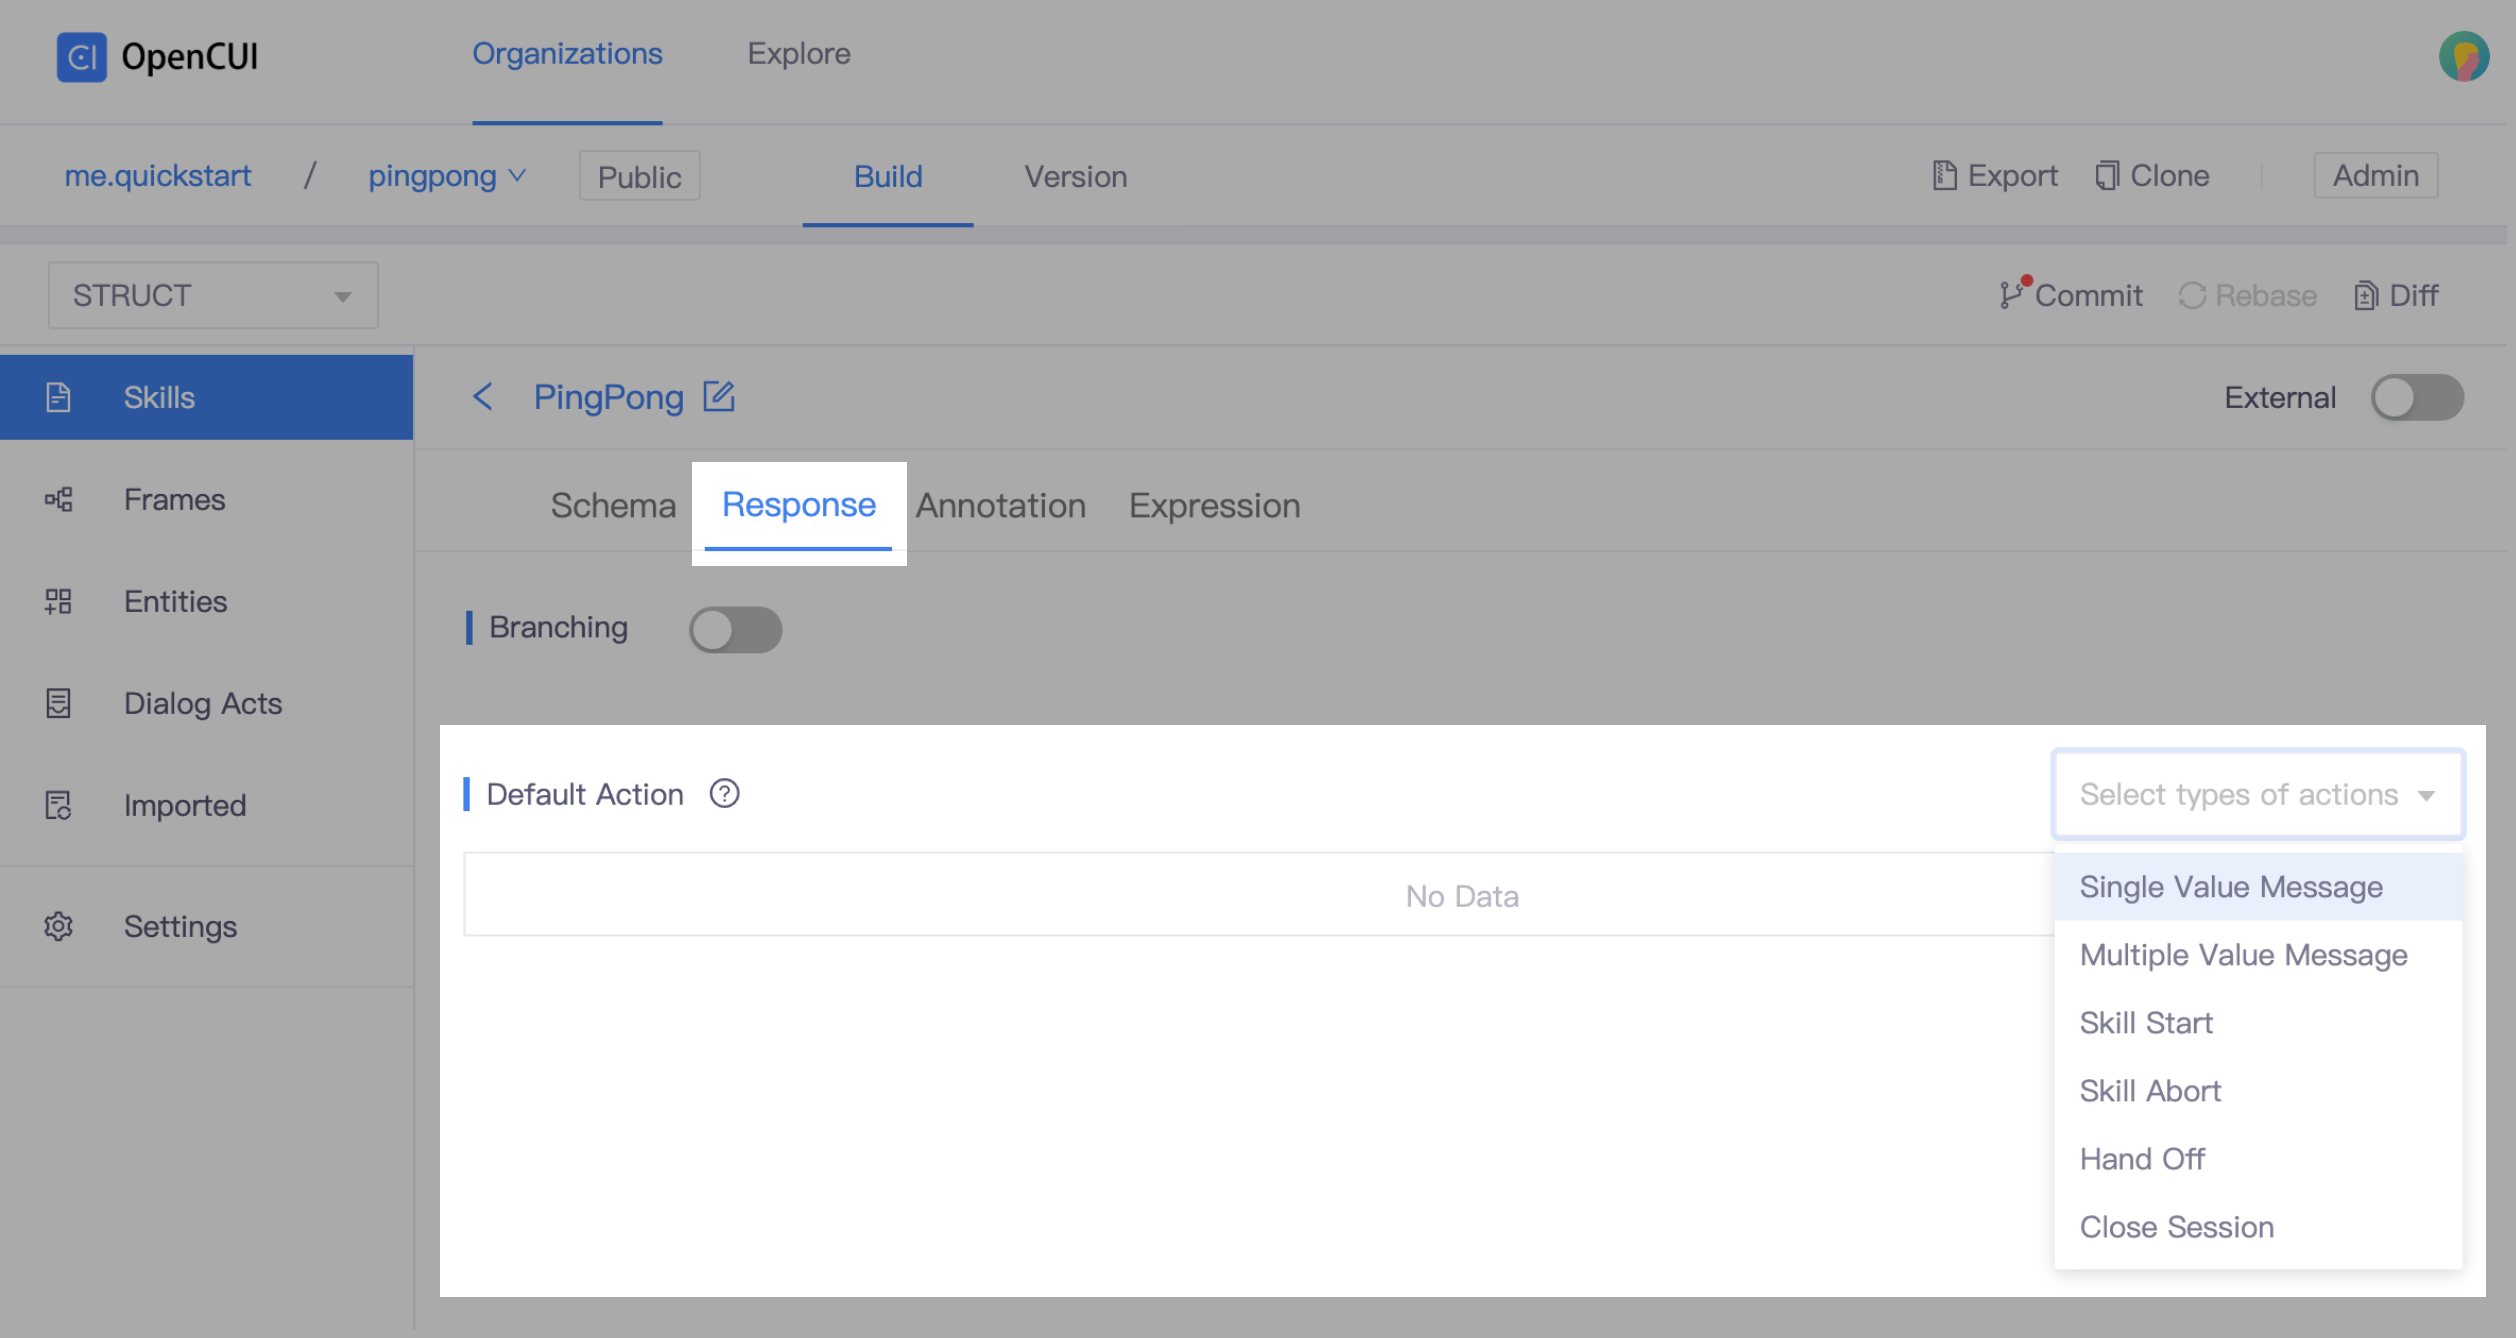 OpenCUI
Organizations Explore
me.quickstart / pingpong Public Build Version Export Clone Admin
STRUCT Commit Rebase Diff
Skills
Frames
Entities
Dialog Acts
Imported
Settings
PingPong External
Schema Response Annotation Expression
Branching
Default Action ? Select types of actions
No Data
Single Value Message
Multiple Value Message
Skill Start
Skill Abort
Hand Off
Close Session